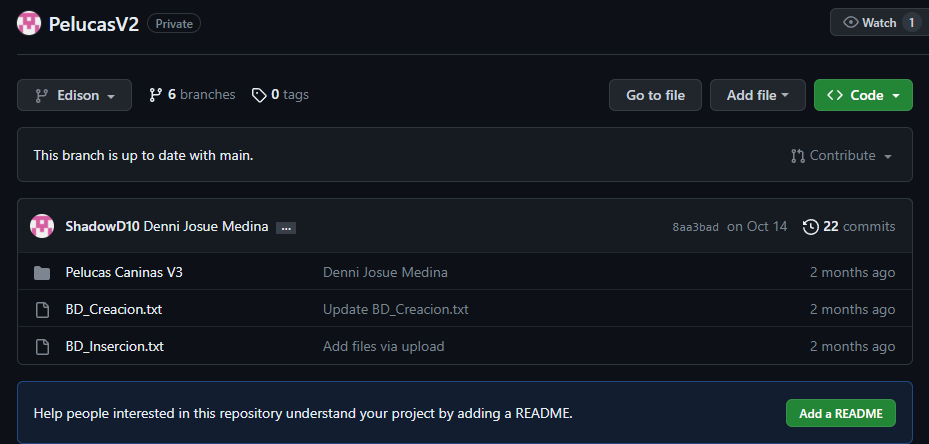 PelucasV2 Private Watch 1
Edison 6 branches 0 tags Go to file Add file Code
This branch is up to date with main. Contribute
ShadowD10 Denni Josue Medina ... 8aa3bad on Oct 14 22 commits
Pelucas Caninas V3 Denni Josue Medina 2 months ago
BD_Creacion.txt Update BD_Creacion.txt 2 months ago
BD_Insercion.txt Add files via upload 2 months ago
Help people interested in this repository understand your project by adding a README. Add a README